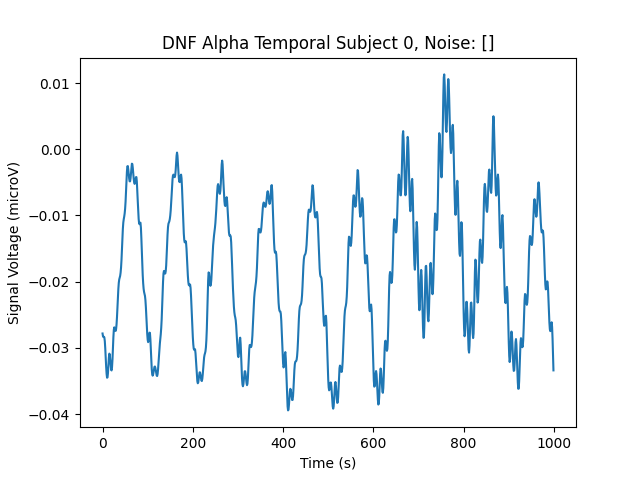 DNF Alpha Temporal Subject 0, Noise: []
0.01
0.00
−0.01
−0.02
−0.03
−0.04
Signal Voltage (microV)
0 200 400 600 800 1000
Time (s)